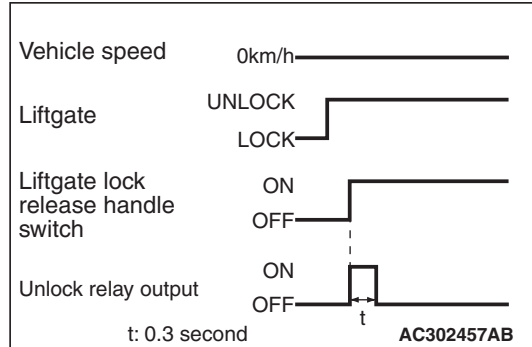 Vehicle speed 0km/h
Liftgate UNLOCK
LOCK
Liftgate lock release handle switch ON
OFF
Unlock relay output ON
OFF
t
t: 0.3 second AC302457AB